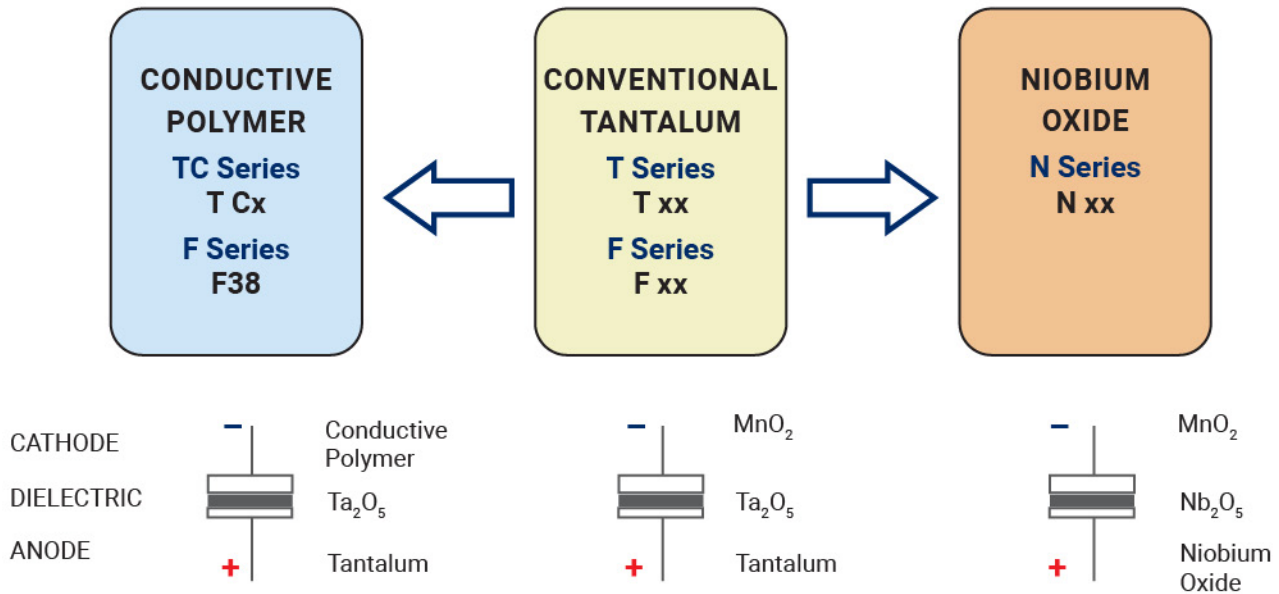 CONDUCTIVE
POLYMER
TC Series
T Cx
F Series
F38
CONVENTIONAL
TANTALUM
T Series
T xx
F Series
F xx
NIOBIUM
OXIDE
N Series
N xx
CATHODE
DIELECTRIC
ANODE
−
Conductive
Polymer
Ta₂O₅
+
Tantalum
−
MnO₂
Ta₂O₅
+
Tantalum
−
MnO₂
Nb₂O₅
+
Niobium
Oxide